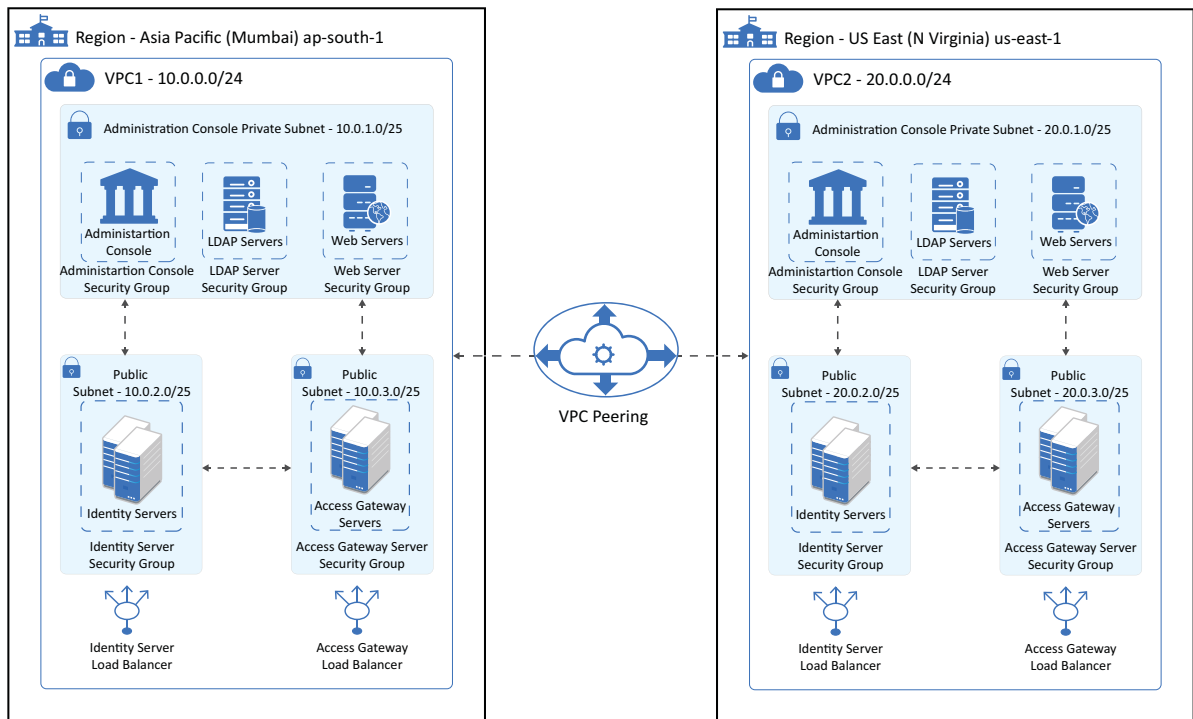 Region - Asia Pacific (Mumbai) ap-south-1
VPC1 - 10.0.0.0/24
Administration Console Private Subnet - 10.0.1.0/25
Administartion
Console
LDAP Servers
Web Servers
Administartion Console
Security Group
LDAP Server
Security Group
Web Server
Security Group
Public
Subnet - 10.0.2.0/25
Identity Servers
Identity Server
Security Group
Public
Subnet - 10.0.3.0/25
Access Gateway
Servers
Access Gateway Server
Security Group
Identity Server
Load Balancer
Access Gateway
Load Balancer
VPC Peering
Region - US East (N Virginia) us-east-1
VPC2 - 20.0.0.0/24
Administration Console Private Subnet - 20.0.1.0/25
Administartion
Console
LDAP Servers
Web Servers
Administartion Console
Security Group
LDAP Server
Security Group
Web Server
Security Group
Public
Subnet - 20.0.2.0/25
Identity Servers
Identity Server
Security Group
Public
Subnet - 20.0.3.0/25
Access Gateway
Servers
Access Gateway Server
Security Group
Identity Server
Load Balancer
Access Gateway
Load Balancer